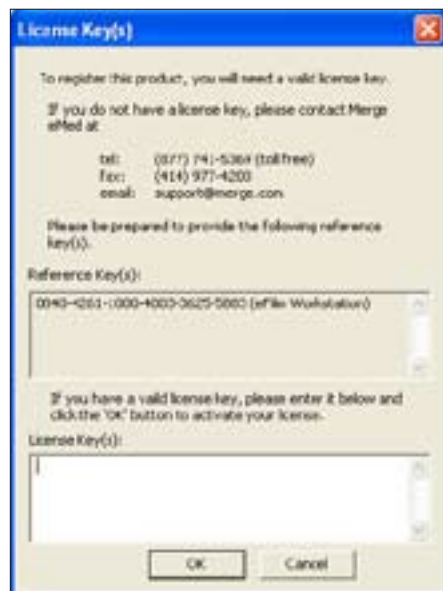 License Key(s)
To register this product, you will need a valid license key.
If you do not have a license key, please contact Merge
eMed at
tel: (877) 741-5369 (toll free)
fax: (414) 977-4200
email: support@merge.com
Please be prepared to provide the following reference
key(s).
Reference Key(s):
(eFilm Workstation)
If you have a valid license key, please enter it below and
click the 'OK' button to activate your license.
License Key(s):
OK
Cancel